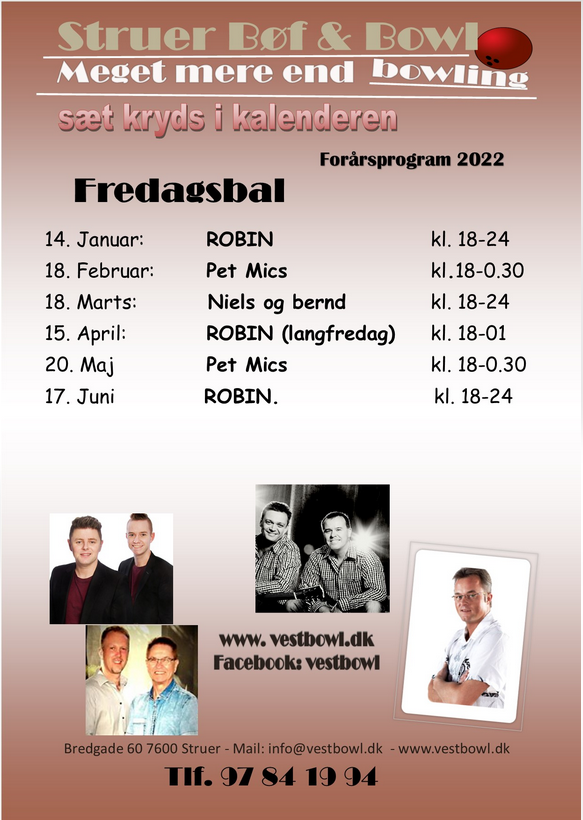 Struer Bøf & Bowl
Meget mere end bowling
sæt kryds i kalenderen
Forårsprogram 2022
Fredagsbal
14. Januar: ROBIN kl. 18-24
18. Februar: Pet Mics kl.18-0.30
18. Marts: Niels og bernd kl. 18-24
15. April: ROBIN (langfredag) kl. 18-01
20. Maj Pet Mics kl. 18-0.30
17. Juni ROBIN. kl. 18-24
www. vestbowl.dk
Facebook: vestbowl
Bredgade 60 7600 Struer - Mail: info@vestbowl.dk - www.vestbowl.dk
Tlf. 97 84 19 94